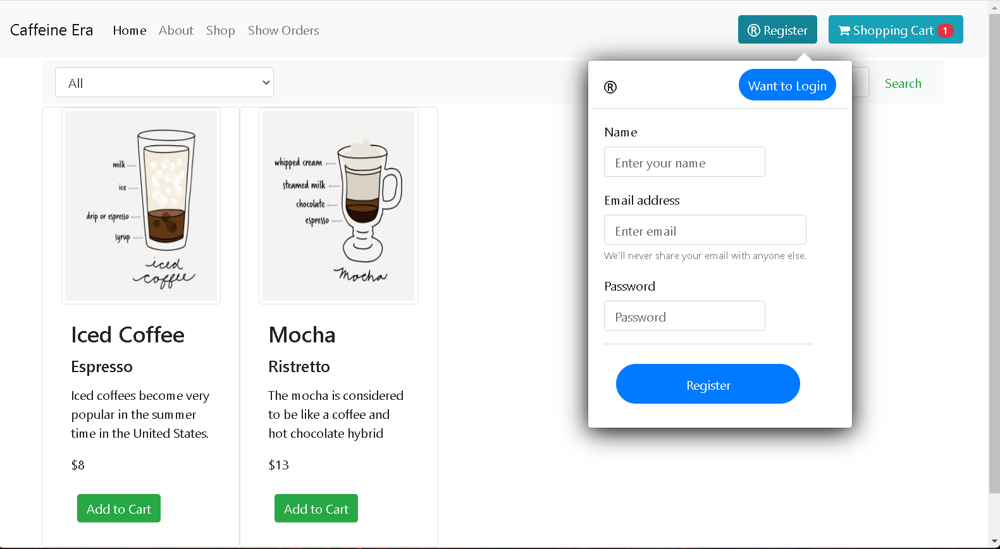 Caffeine Era Home About Shop Show Orders ® Register Shopping Cart 1
All
Search
® Want to Login
Name
Enter your name
Email address
Enter email
We'll never share your email with anyone else.
Password
Password
Register
milk
ice
drip or espresso
syrup
iced
coffee
Iced Coffee
Espresso
Iced coffees become very
popular in the summer
time in the United States.
$8
Add to Cart
whipped cream
steamed milk
chocolate
espresso
Mocha
Mocha
Ristretto
The mocha is considered
to be like a coffee and
hot chocolate hybrid
$13
Add to Cart